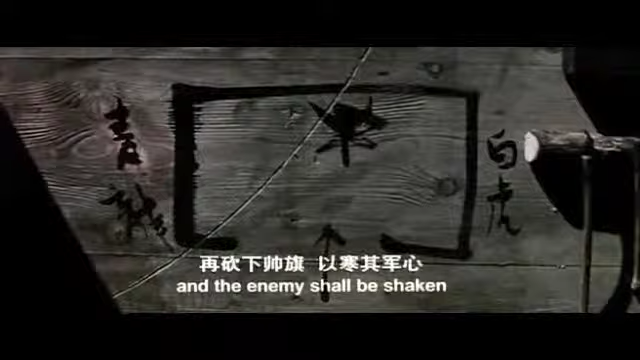 青龍
白虎
再砍下帅旗 以寒其军心
and the enemy shall be shaken